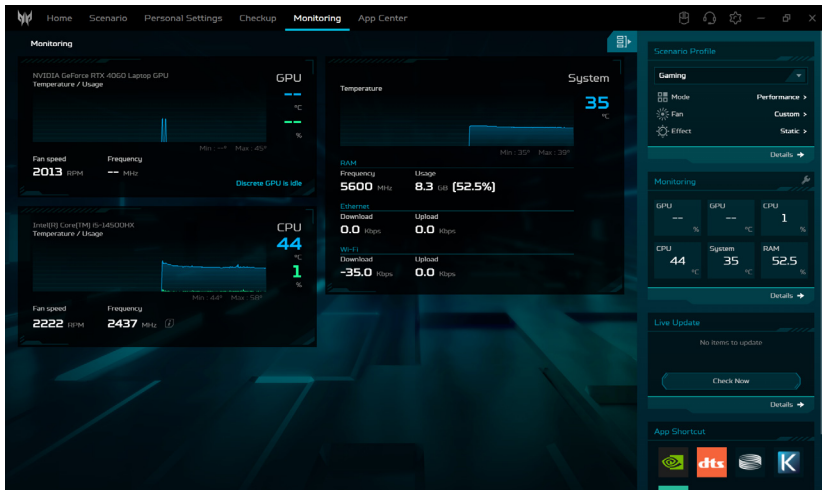 Home Scenario Personal Settings Checkup Monitoring App Center
Monitoring
NVIDIA GeForce RTX 4060 Laptop GPU
Temperature / Usage
GPU
--
°C
--
%
Min : --° Max : 45°
Fan speed Frequency
2013 RPM -- MHz
Discrete GPU is idle
Intel(R) Core(TM) i5-14500HX
Temperature / Usage
CPU
44
°C
1
%
Min : 44° Max : 58°
Fan speed Frequency
2222 RPM 2437 MHz i
System
Temperature
35
°C
Min : 35° Max : 39°
RAM
Frequency Usage
5600 MHz 8.3 GB (52.5%)
Ethernet
Download Upload
0.0 Kbps 0.0 Kbps
Wi-Fi
Download Upload
-35.0 Kbps 0.0 Kbps
Scenario Profile
Gaming
Mode Performance >
Fan Custom >
Effect Static >
Details
Monitoring
GPU GPU CPU
-- -- 1
% °C %
CPU System RAM
44 35 52.5
°C °C %
Details
Live Update
No items to update
Check Now
Details
App Shortcut
dts K